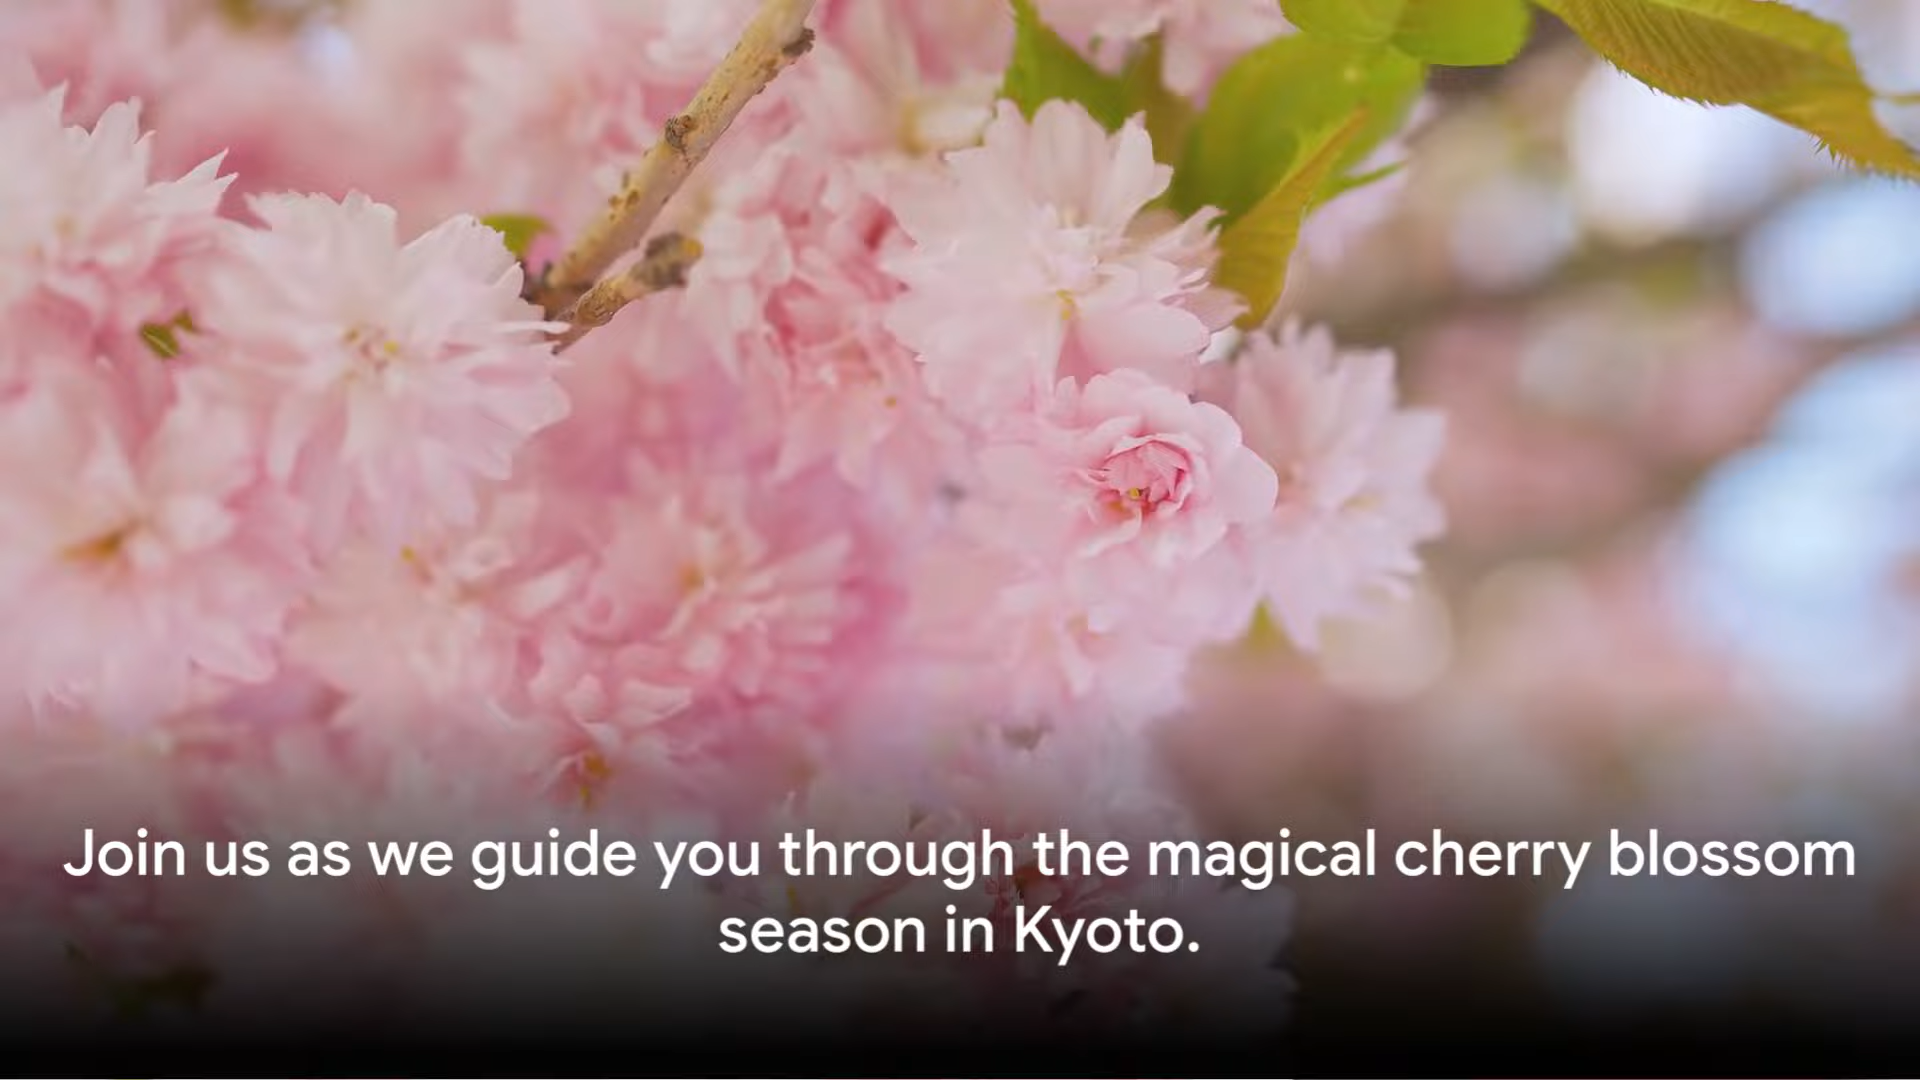 Join us as we guide you through the magical cherry blossom
season in Kyoto.